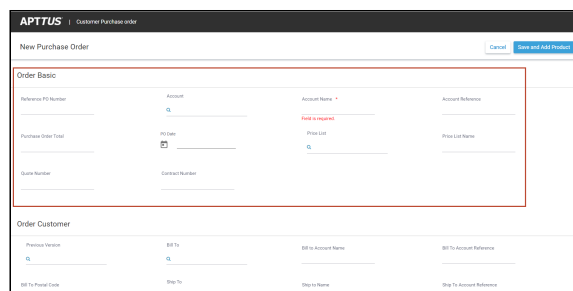 APTTUS | Customer Purchase order
New Purchase Order Cancel Save and Add Product
Order Basic
Reference PO Number Account Account Name * Account Reference
Field is required.
Purchase Order Total PO Date Price List Price List Name
Quote Number Contract Number
Order Customer
Previous Version Bill To Bill to Account Name Bill To Account Reference
Bill To Postal Code Ship To Ship to Name Ship To Account Reference